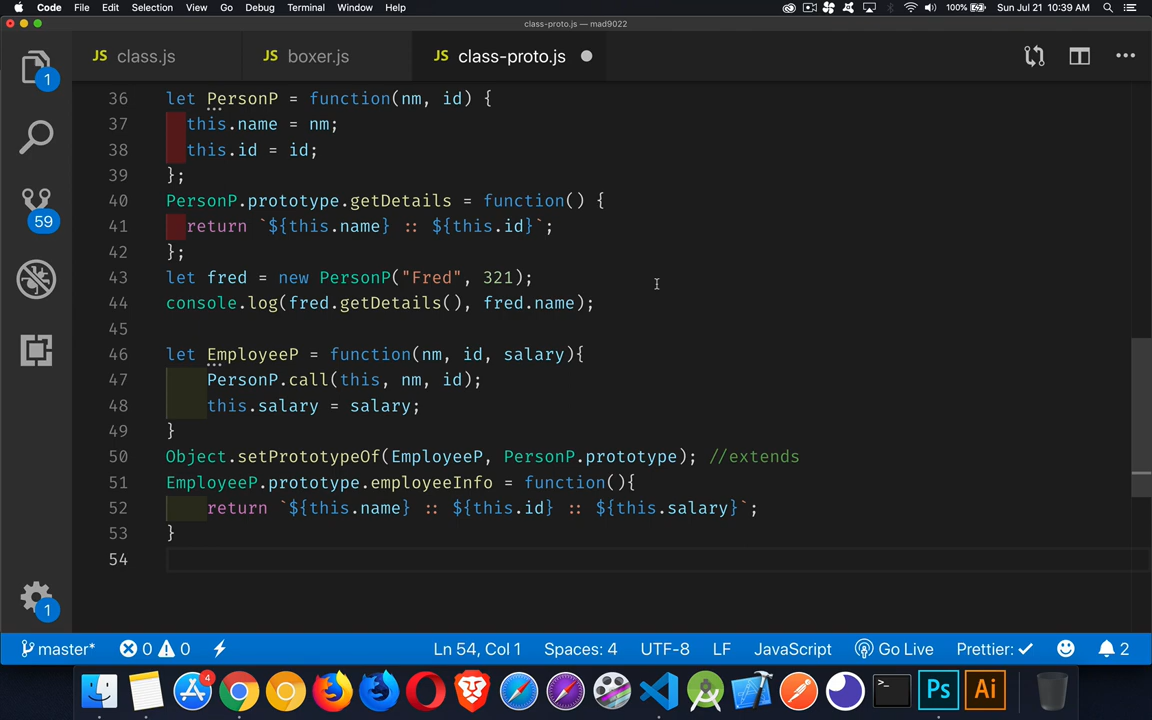 Code File Edit Selection View Go Debug Terminal Window Help 100% Sun Jul 21 10:39 AM
class-proto.js — mad9022
JS class.js JS boxer.js JS class-proto.js
36 let PersonP = function(nm, id) {
37 this.name = nm;
38 this.id = id;
39 };
40 PersonP.prototype.getDetails = function() {
41 return `${this.name} :: ${this.id}`;
42 };
43 let fred = new PersonP("Fred", 321);
44 console.log(fred.getDetails(), fred.name);
45
46 let EmployeeP = function(nm, id, salary){
47 PersonP.call(this, nm, id);
48 this.salary = salary;
49 }
50 Object.setPrototypeOf(EmployeeP, PersonP.prototype); //extends
51 EmployeeP.prototype.employeeInfo = function(){
52 return `${this.name} :: ${this.id} :: ${this.salary}`;
53 }
54
1
59
1
master* 0 0 Ln 54, Col 1 Spaces: 4 UTF-8 LF JavaScript Go Live Prettier: ✓ 2
4 >_ Ps Ai